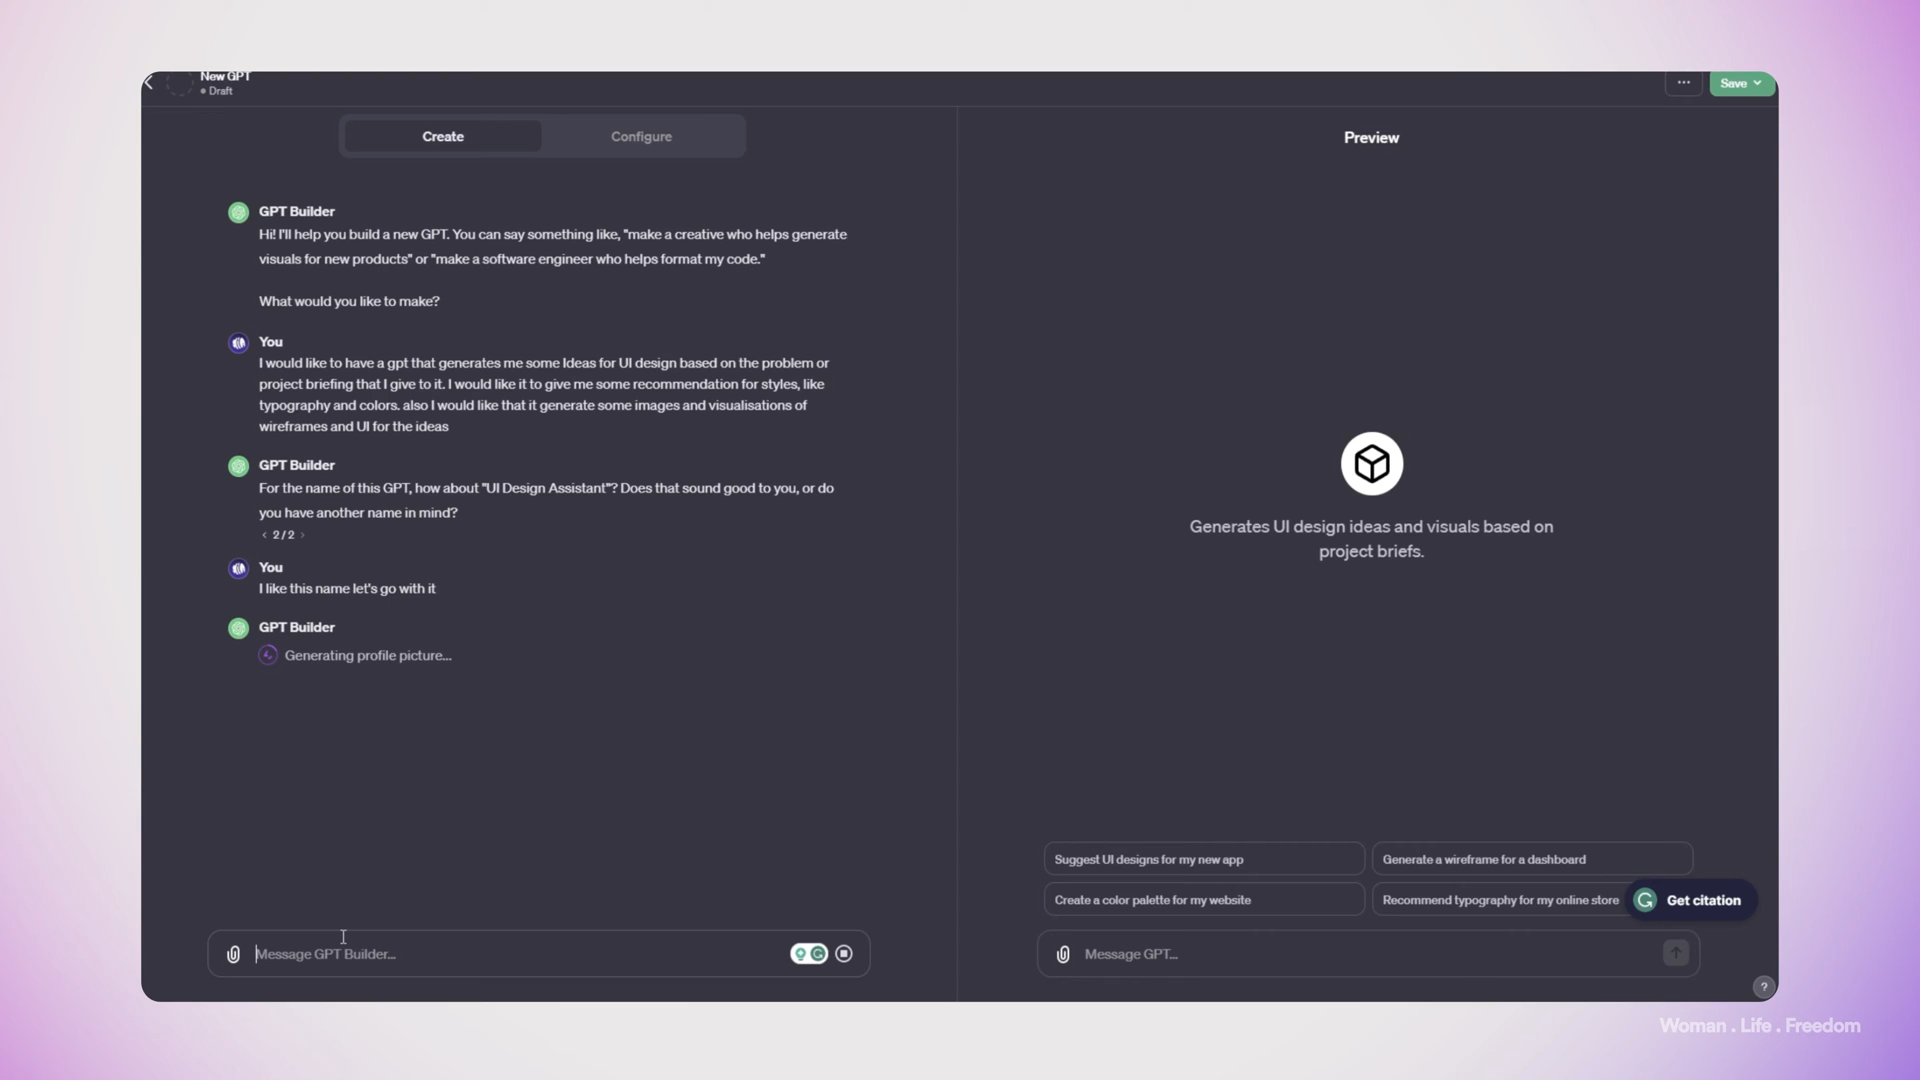 New GPT
Draft
Save
Create
Configure
Preview
GPT Builder
Hi! I'll help you build a new GPT. You can say something like, "make a creative who helps generate
visuals for new products" or "make a software engineer who helps format my code."
What would you like to make?
You
I would like to have a gpt that generates me some Ideas for UI design based on the problem or
project briefing that I give to it. I would like it to give me some recommendation for styles, like
typography and colors. also I would like that it generate some images and visualisations of
wireframes and UI for the ideas
GPT Builder
For the name of this GPT, how about "UI Design Assistant"? Does that sound good to you, or do
you have another name in mind?
2/2
You
I like this name let's go with it
GPT Builder
Generating profile picture...
Message GPT Builder...
Generates UI design ideas and visuals based on
project briefs.
Suggest UI designs for my new app
Generate a wireframe for a dashboard
Create a color palette for my website
Recommend typography for my online store
Get citation
Message GPT...
?
Woman . Life . Freedom